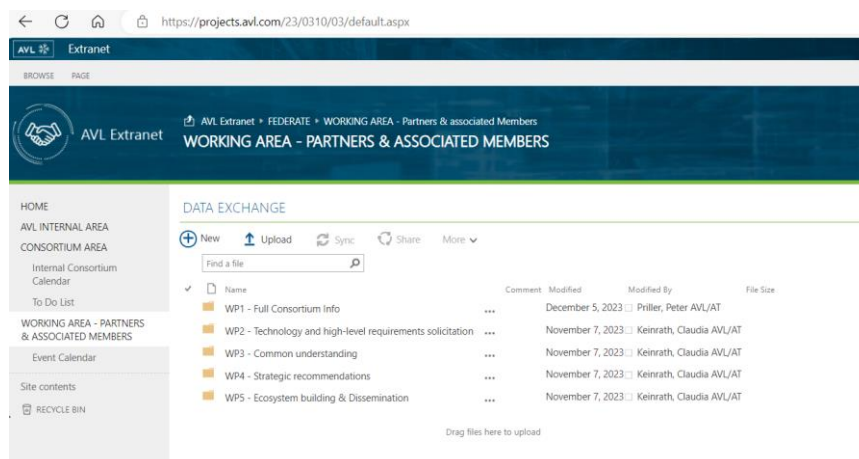 https://projects.avl.com/23/0310/03/default.aspx
AVL Extranet
BROWSE PAGE
AVL Extranet
AVL Extranet ▸ FEDERATE ▸ WORKING AREA - Partners & associated Members
WORKING AREA - PARTNERS & ASSOCIATED MEMBERS
HOME
AVL INTERNAL AREA
CONSORTIUM AREA
Internal Consortium
Calendar
To Do List
WORKING AREA - PARTNERS
& ASSOCIATED MEMBERS
Event Calendar
Site contents
RECYCLE BIN
DATA EXCHANGE
New Upload Sync Share More
Find a file
Name Comment Modified Modified By File Size
WP1 - Full Consortium Info ... December 5, 2023 Priller, Peter AVL/AT
WP2 - Technology and high-level requirements solicitation ... November 7, 2023 Keinrath, Claudia AVL/AT
WP3 - Common understanding ... November 7, 2023 Keinrath, Claudia AVL/AT
WP4 - Strategic recommendations ... November 7, 2023 Keinrath, Claudia AVL/AT
WP5 - Ecosystem building & Dissemination ... November 7, 2023 Keinrath, Claudia AVL/AT
Drag files here to upload